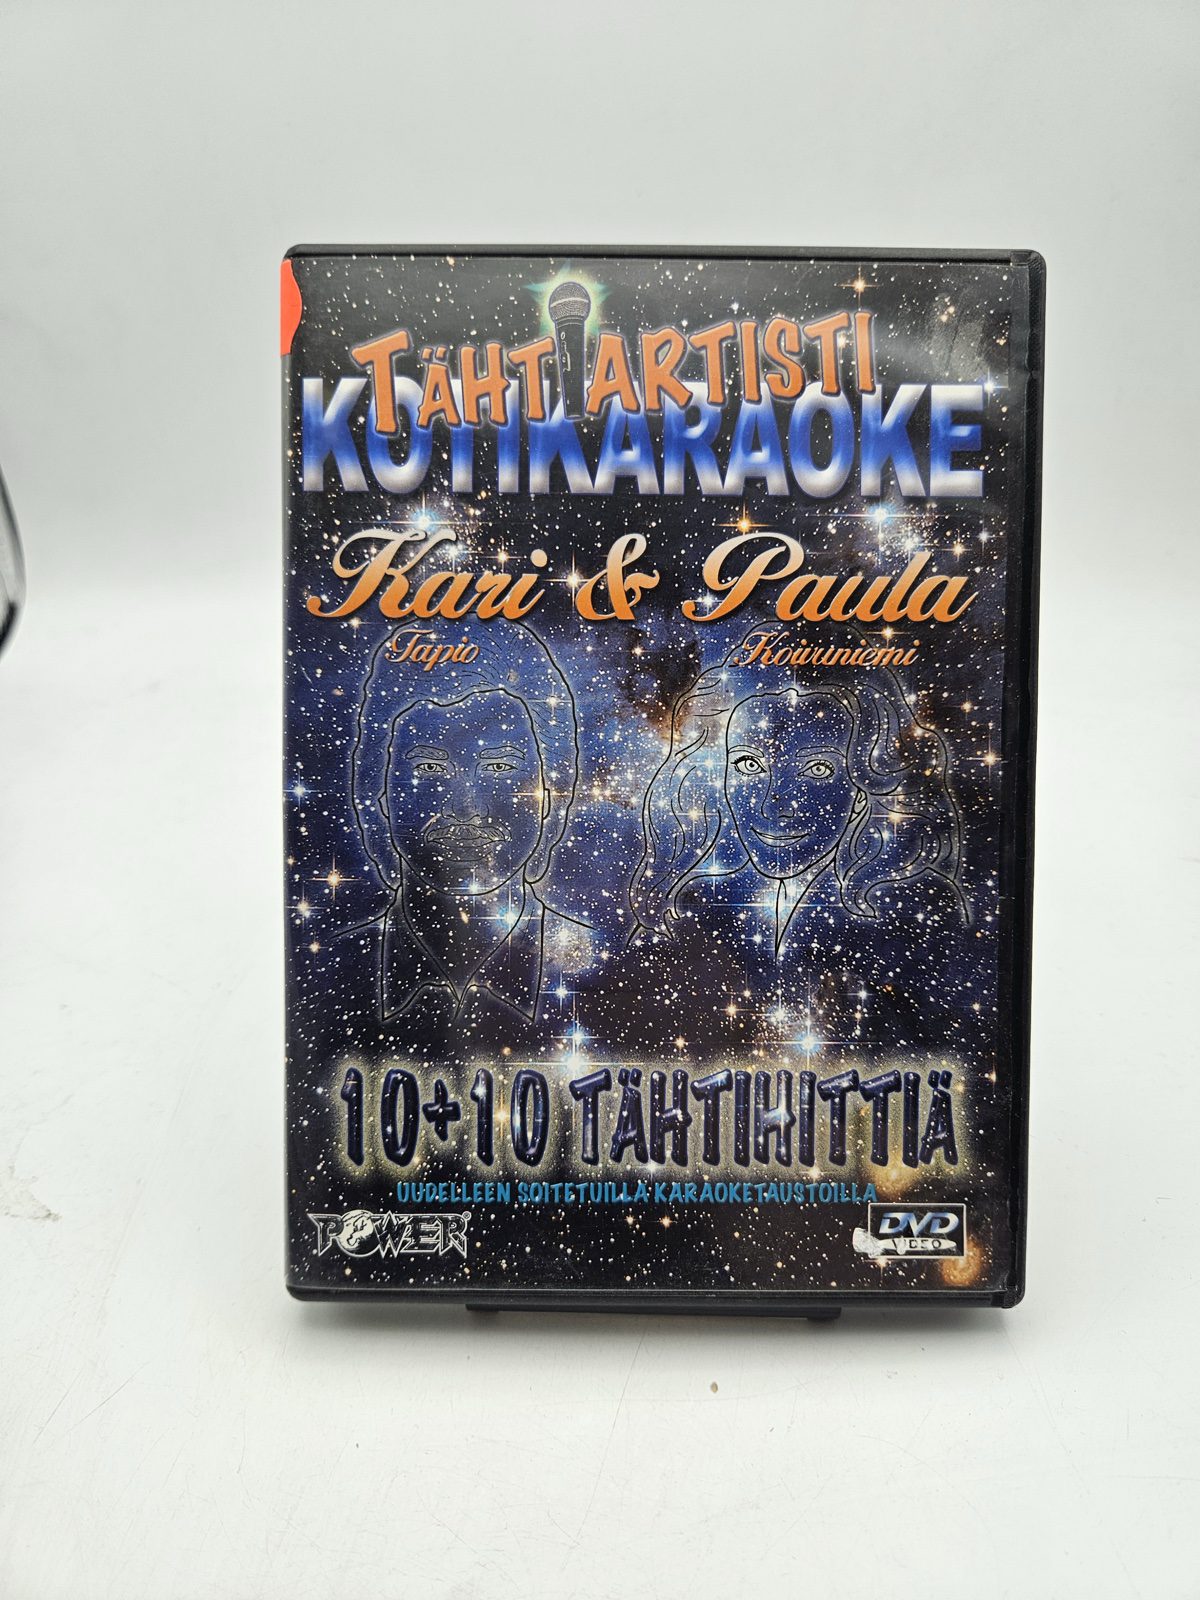 TÄHTIARTISTI
KOTIKARAOKE
Kari & Paula
Tapio Koivuniemi
10+10 TÄHTIHITTIÄ
UUDELLEEN SOITETUILLA KARAOKETAUSTOILLA
POWER®
DVD
VIDEO